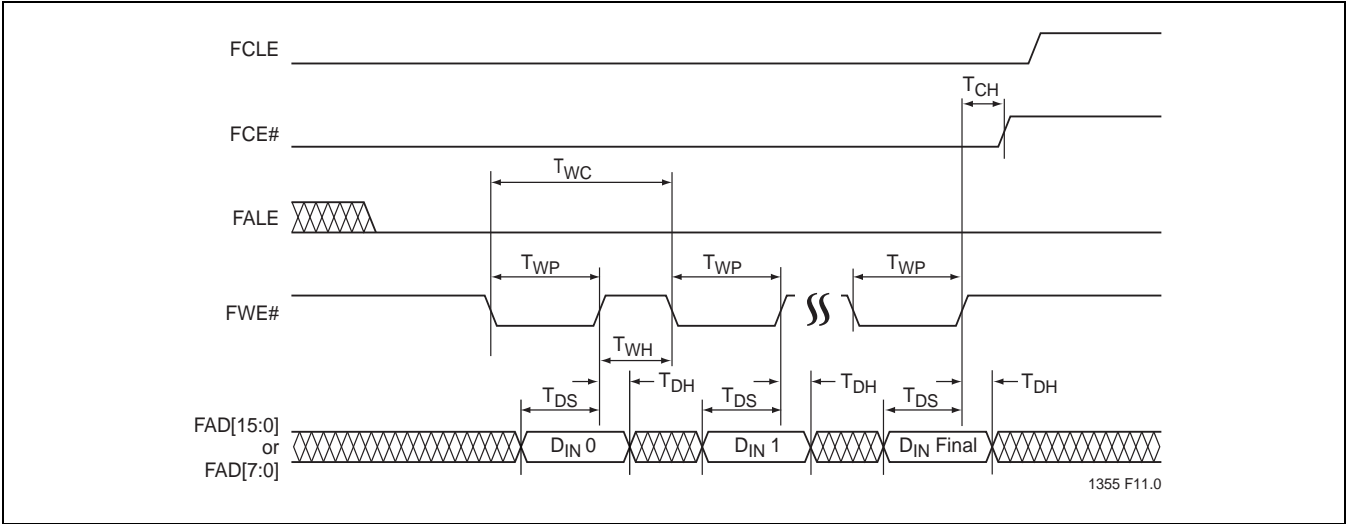 FCLE
T_CH
FCE#
T_WC
FALE
T_WP T_WP T_WP
FWE#
T_WH
T_DH T_DH T_DH
T_DS T_DS T_DS
FAD[15:0]
or
FAD[7:0]
D_IN 0 D_IN 1 D_IN Final
1355 F11.0